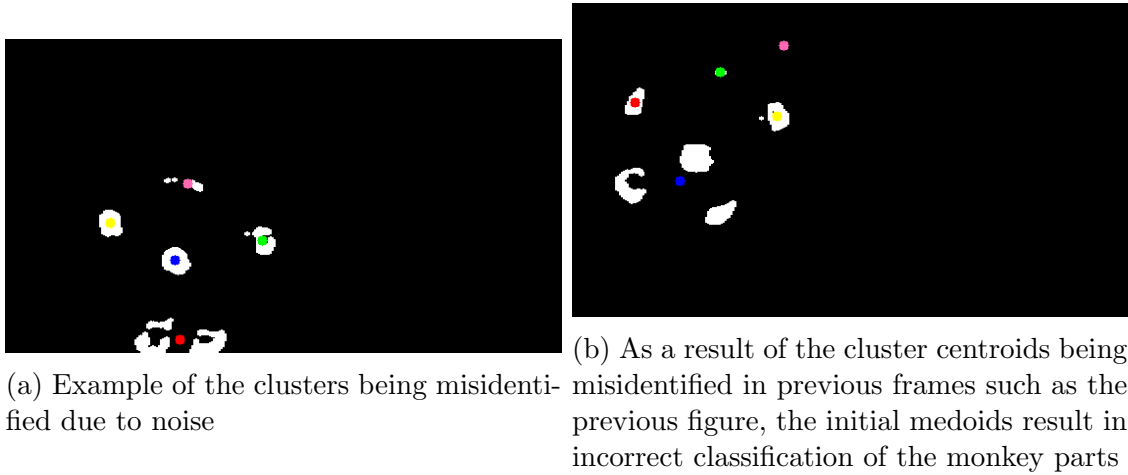 (a) Example of the clusters being misidenti-
fied due to noise
(b) As a result of the cluster centroids being
misidentified in previous frames such as the
previous figure, the initial medoids result in
incorrect classification of the monkey parts